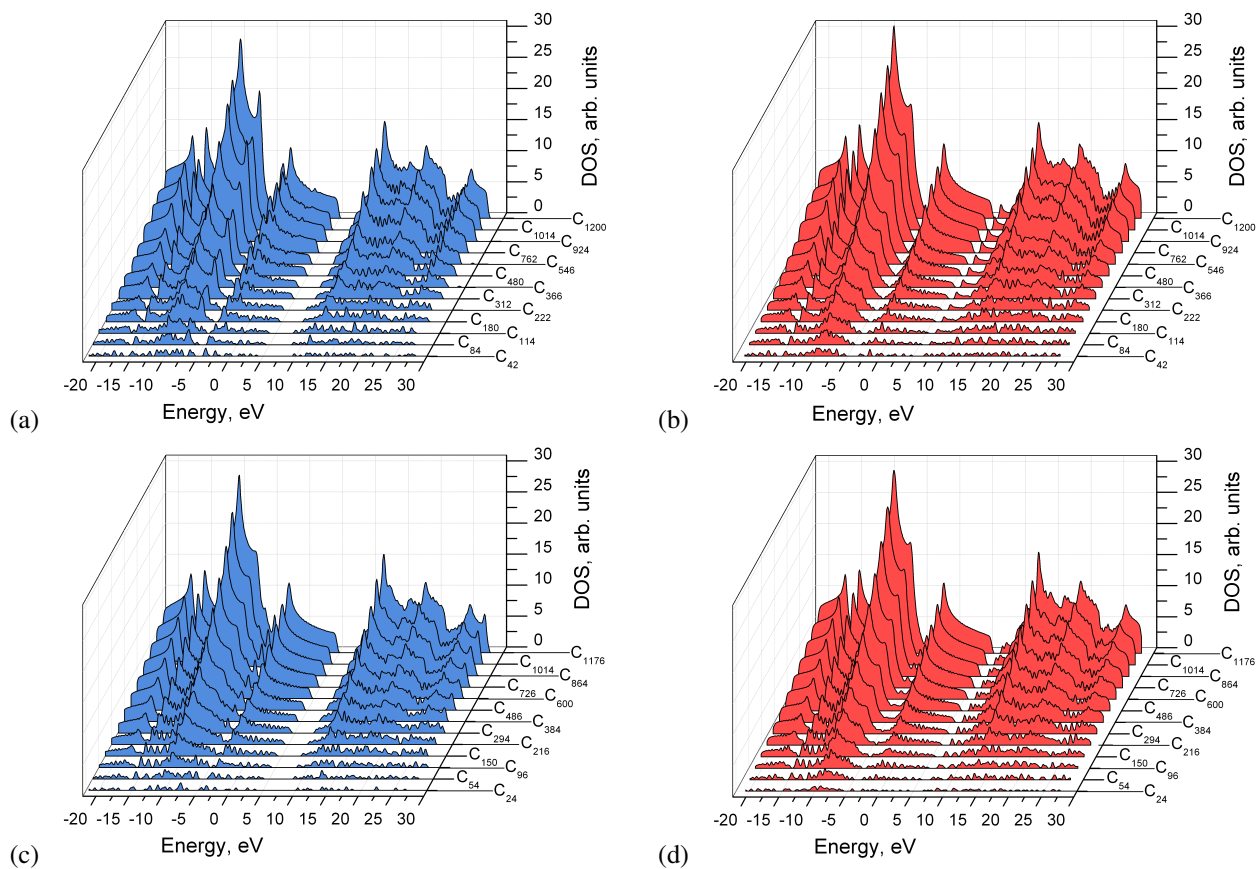 30
25
20
15
10
5
0
DOS, arb. units
C1200
C1014
C924
C762
C546
C480
C366
C312
C222
C180
C114
C84
C42
-20 -15 -10 -5 0 5 10 15 20 25 30
Energy, eV
(a)
30
25
20
15
10
5
0
DOS, arb. units
C1200
C1014
C924
C762
C546
C480
C366
C312
C222
C180
C114
C84
C42
-20 -15 -10 -5 0 5 10 15 20 25 30
Energy, eV
(b)
30
25
20
15
10
5
0
DOS, arb. units
C1176
C1014
C864
C726
C600
C486
C384
C294
C216
C150
C96
C54
C24
-20 -15 -10 -5 0 5 10 15 20 25 30
Energy, eV
(c)
30
25
20
15
10
5
0
DOS, arb. units
C1176
C1014
C864
C726
C600
C486
C384
C294
C216
C150
C96
C54
C24
-20 -15 -10 -5 0 5 10 15 20 25 30
Energy, eV
(d)